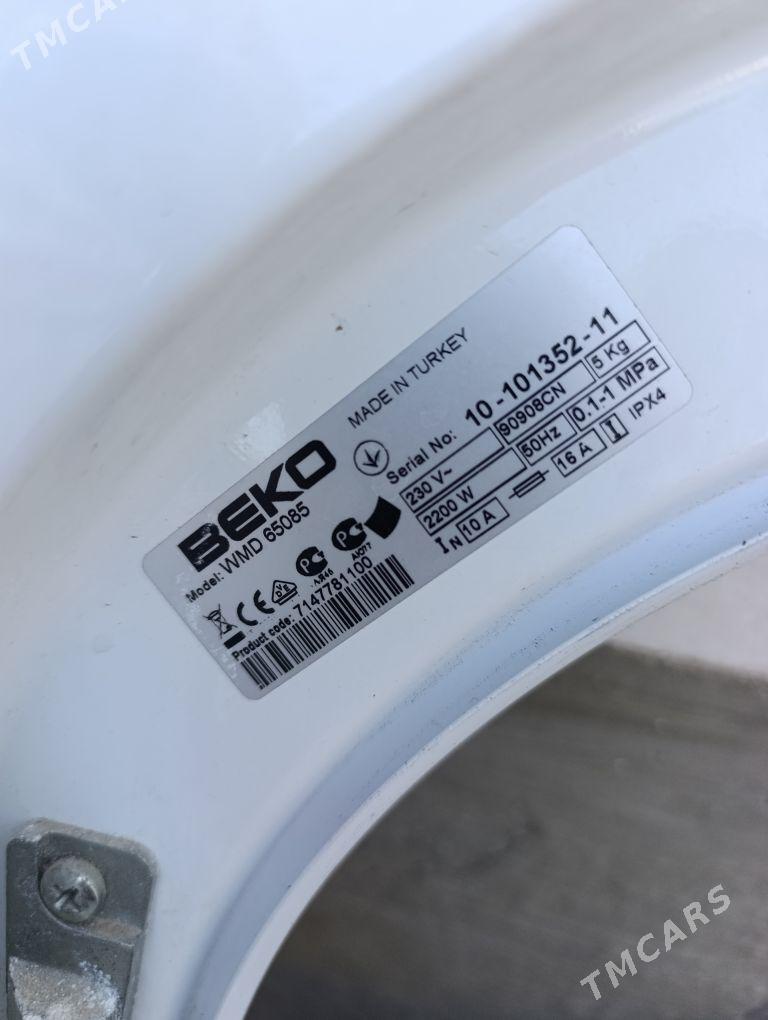 TMCARS
MADE IN TURKEY
BEKO
Model: WMD 65085
Serial No: 10-101352-11
90908CN 5 Kg
230 V~ 50Hz 0.1-1 MPa
2200 W 16 A IPX4
IN 10 A
CE
Product code: 7147781100
TMCARS